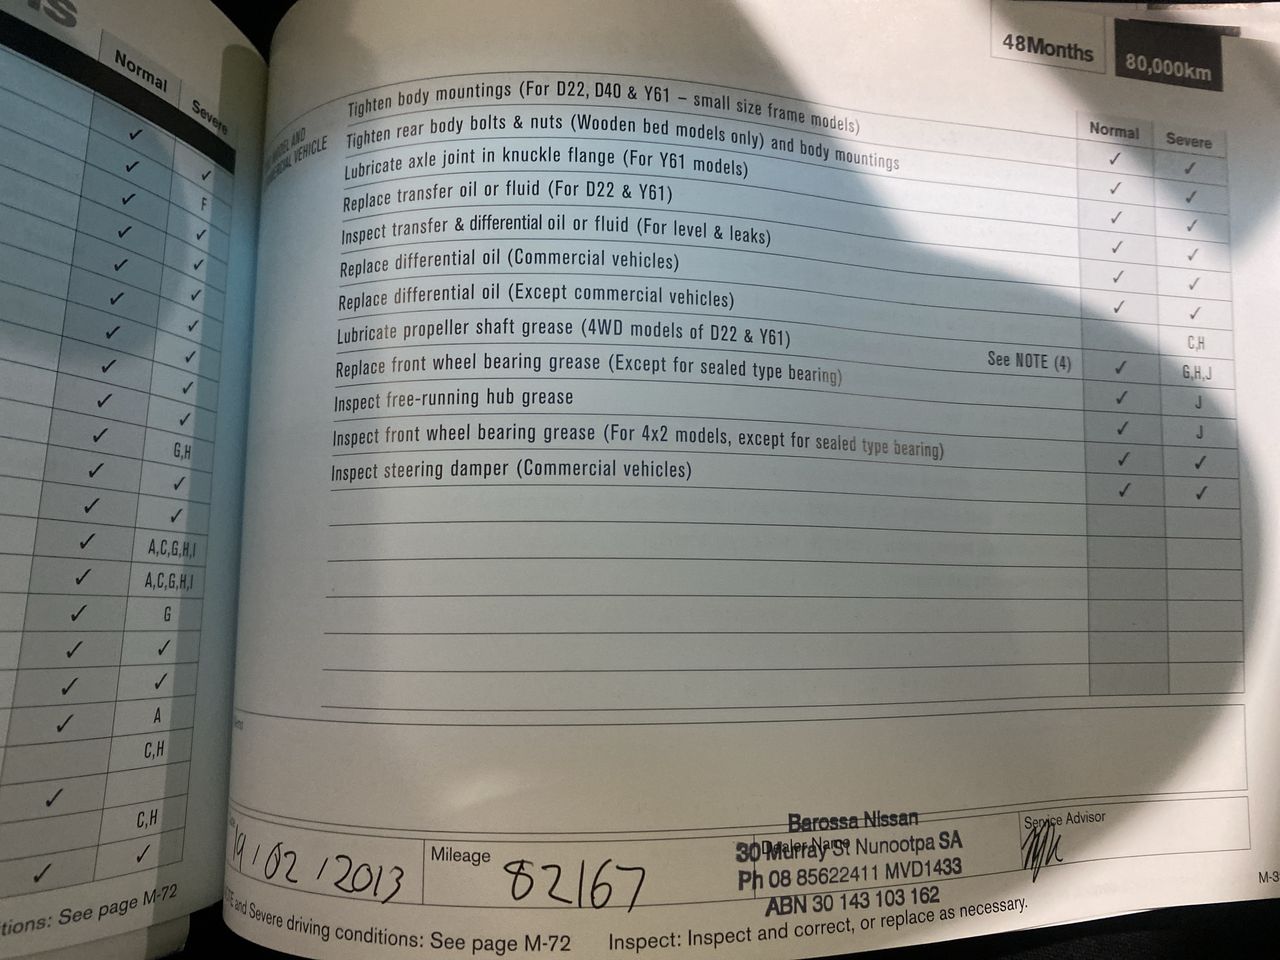 Normal
Severe
✓
✓ ✓
✓ F
✓ ✓
✓ ✓
✓ ✓
✓ ✓
✓ ✓
✓ ✓
✓ ✓
✓ G,H
✓ ✓
✓ ✓
✓ A,C,G,H,I
✓ A,C,G,H,I
✓ G
✓ ✓
✓ ✓
✓ A
C,H
✓
C,H
✓ ✓
tions: See page M-72
48Months 80,000km
Normal Severe
VEHICLE
Tighten body mountings (For D22, D40 & Y61 – small size frame models) ✓ ✓
Tighten rear body bolts & nuts (Wooden bed models only) and body mountings ✓ ✓
Lubricate axle joint in knuckle flange (For Y61 models) ✓ ✓
Replace transfer oil or fluid (For D22 & Y61) ✓ ✓
Inspect transfer & differential oil or fluid (For level & leaks) ✓ ✓
Replace differential oil (Commercial vehicles) ✓ ✓
Replace differential oil (Except commercial vehicles) C,H
Lubricate propeller shaft grease (4WD models of D22 & Y61) See NOTE (4) ✓ G,H,J
Replace front wheel bearing grease (Except for sealed type bearing) ✓ J
Inspect free-running hub grease ✓ J
Inspect front wheel bearing grease (For 4x2 models, except for sealed type bearing) ✓ ✓
Inspect steering damper (Commercial vehicles) ✓ ✓
19/02/2013
Mileage 82167
Dealer Name
Barossa Nissan
30 Murray St Nunootpa SA
Ph 08 85622411 MVD1433
ABN 30 143 103 162
Service Advisor
and Severe driving conditions: See page M-72 Inspect: Inspect and correct, or replace as necessary.